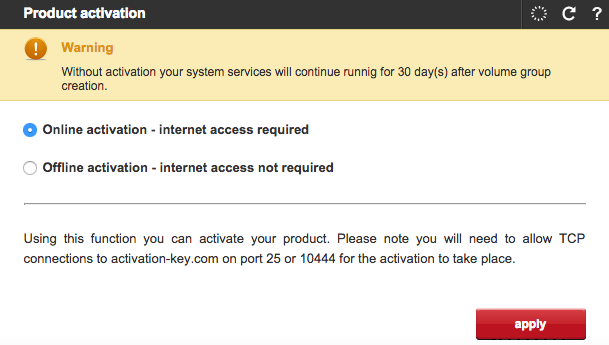 Product activation
?
!
Warning
Without activation your system services will continue runnig for 30 day(s) after volume group
creation.
Online activation - internet access required
Offline activation - internet access not required
Using this function you can activate your product. Please note you will need to allow TCP
connections to activation-key.com on port 25 or 10444 for the activation to take place.
apply